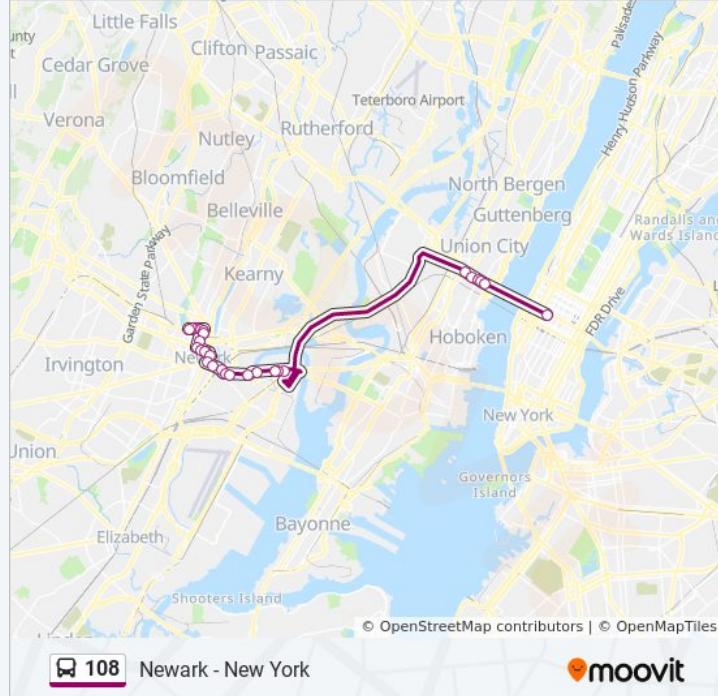 Little Falls
Clifton Passaic
Cedar Grove
Teterboro Airport
Verona
Nutley
Rutherford
Bloomfield
Belleville
Kearny
North Bergen
Guttenberg
Union City
Palisades
Henry Hudson Parkway
Randalls and
Wards Island
Garden State Parkway
FDR Drive
Irvington
Newark
Hoboken
New York
Union
Governors
Island
Bayonne
Elizabeth
Shooters Island
© OpenStreetMap contributors | © OpenMapTiles
108 Newark - New York
moovit